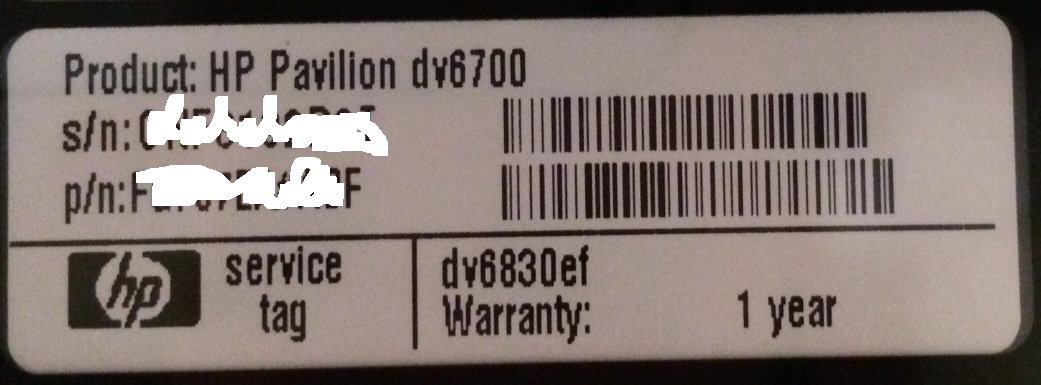 Product: HP Pavilion dv6700
s/n:
p/n:
hp
service
tag
dv6830ef
Warranty: 1 year